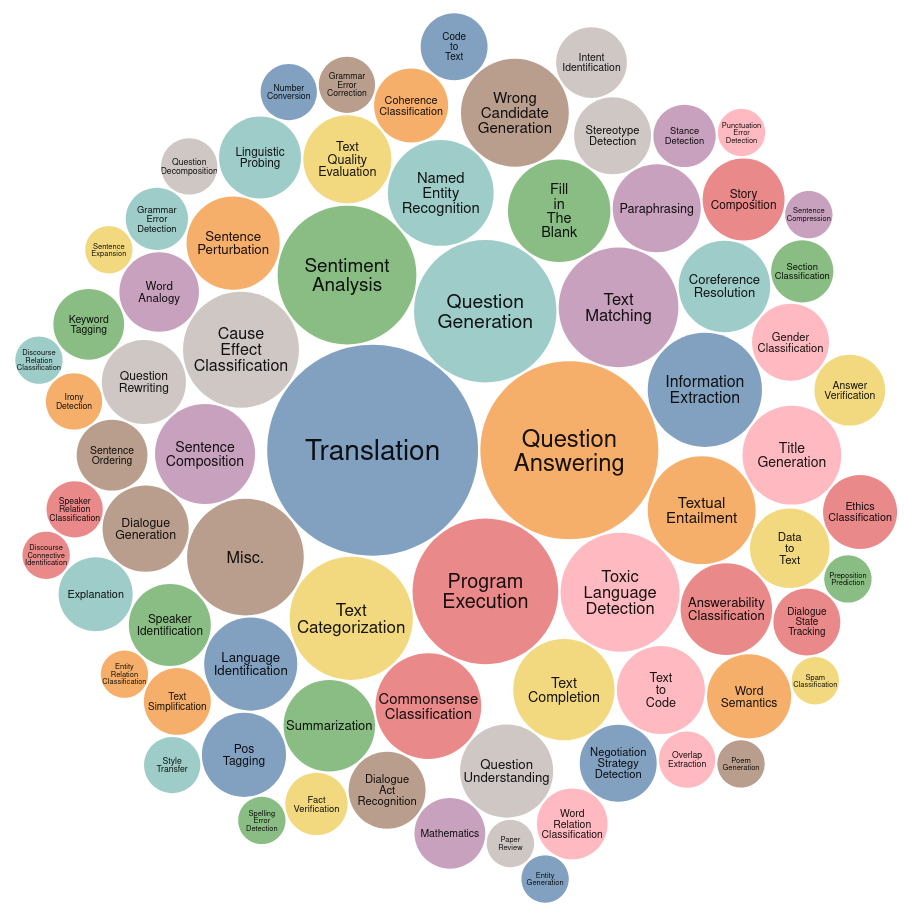 Code
to
Text
Intent
Identification
Number
Conversion
Grammar
Error
Correction
Coherence
Classification
Wrong
Candidate
Generation
Stereotype
Detection
Stance
Detection
Punctuation
Error
Detection
Question
Decomposition
Linguistic
Probing
Text
Quality
Evaluation
Named
Entity
Recognition
Fill
in
The
Blank
Paraphrasing
Story
Composition
Sentence
Compression
Grammar
Error
Detection
Sentence
Expansion
Sentence
Perturbation
Sentiment
Analysis
Question
Generation
Text
Matching
Coreference
Resolution
Section
Classification
Word
Analogy
Keyword
Tagging
Cause
Effect
Classification
Gender
Classification
Discourse
Relation
Classification
Question
Rewriting
Information
Extraction
Answer
Verification
Irony
Detection
Sentence
Ordering
Sentence
Composition
Translation
Question
Answering
Title
Generation
Speaker
Relation
Classification
Dialogue
Generation
Textual
Entailment
Ethics
Classification
Discourse
Connective
Identification
Misc.
Data
to
Text
Preposition
Prediction
Explanation
Program
Execution
Toxic
Language
Detection
Answerability
Classification
Dialogue
State
Tracking
Speaker
Identification
Text
Categorization
Language
Identification
Entity
Relation
Classification
Text
Simplification
Commonsense
Classification
Text
Completion
Text
to
Code
Word
Semantics
Spam
Classification
Summarization
Pos
Tagging
Style
Transfer
Question
Understanding
Negotiation
Strategy
Detection
Overlap
Extraction
Poem
Generation
Dialogue
Act
Recognition
Fact
Verification
Spelling
Error
Detection
Mathematics
Paper
Review
Word
Relation
Classification
Entity
Generation